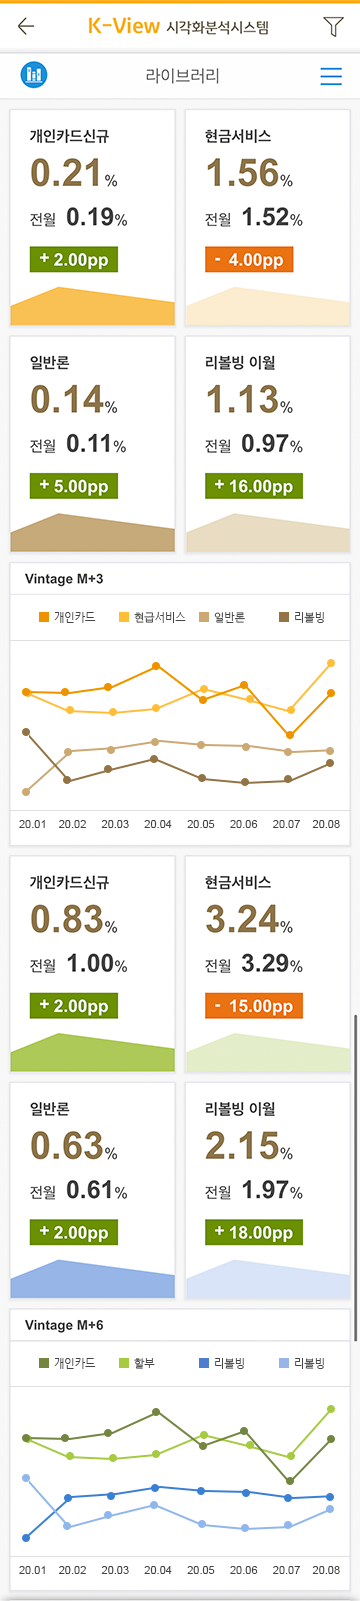 K-View 시각화분석시스템
라이브러리
개인카드신규 현금서비스
0.21% 1.56%
전월 0.19% 전월 1.52%
+ 2.00pp - 4.00pp
일반론 리볼빙 이월
0.14% 1.13%
전월 0.11% 전월 0.97%
+ 5.00pp + 16.00pp
Vintage M+3
개인카드 현급서비스 일반론 리볼빙
20.01 20.02 20.03 20.04 20.05 20.06 20.07 20.08
개인카드신규 현금서비스
0.83% 3.24%
전월 1.00% 전월 3.29%
+ 2.00pp - 15.00pp
일반론 리볼빙 이월
0.63% 2.15%
전월 0.61% 전월 1.97%
+ 2.00pp + 18.00pp
Vintage M+6
개인카드 할부 리볼빙 리볼빙
20.01 20.02 20.03 20.04 20.05 20.06 20.07 20.08